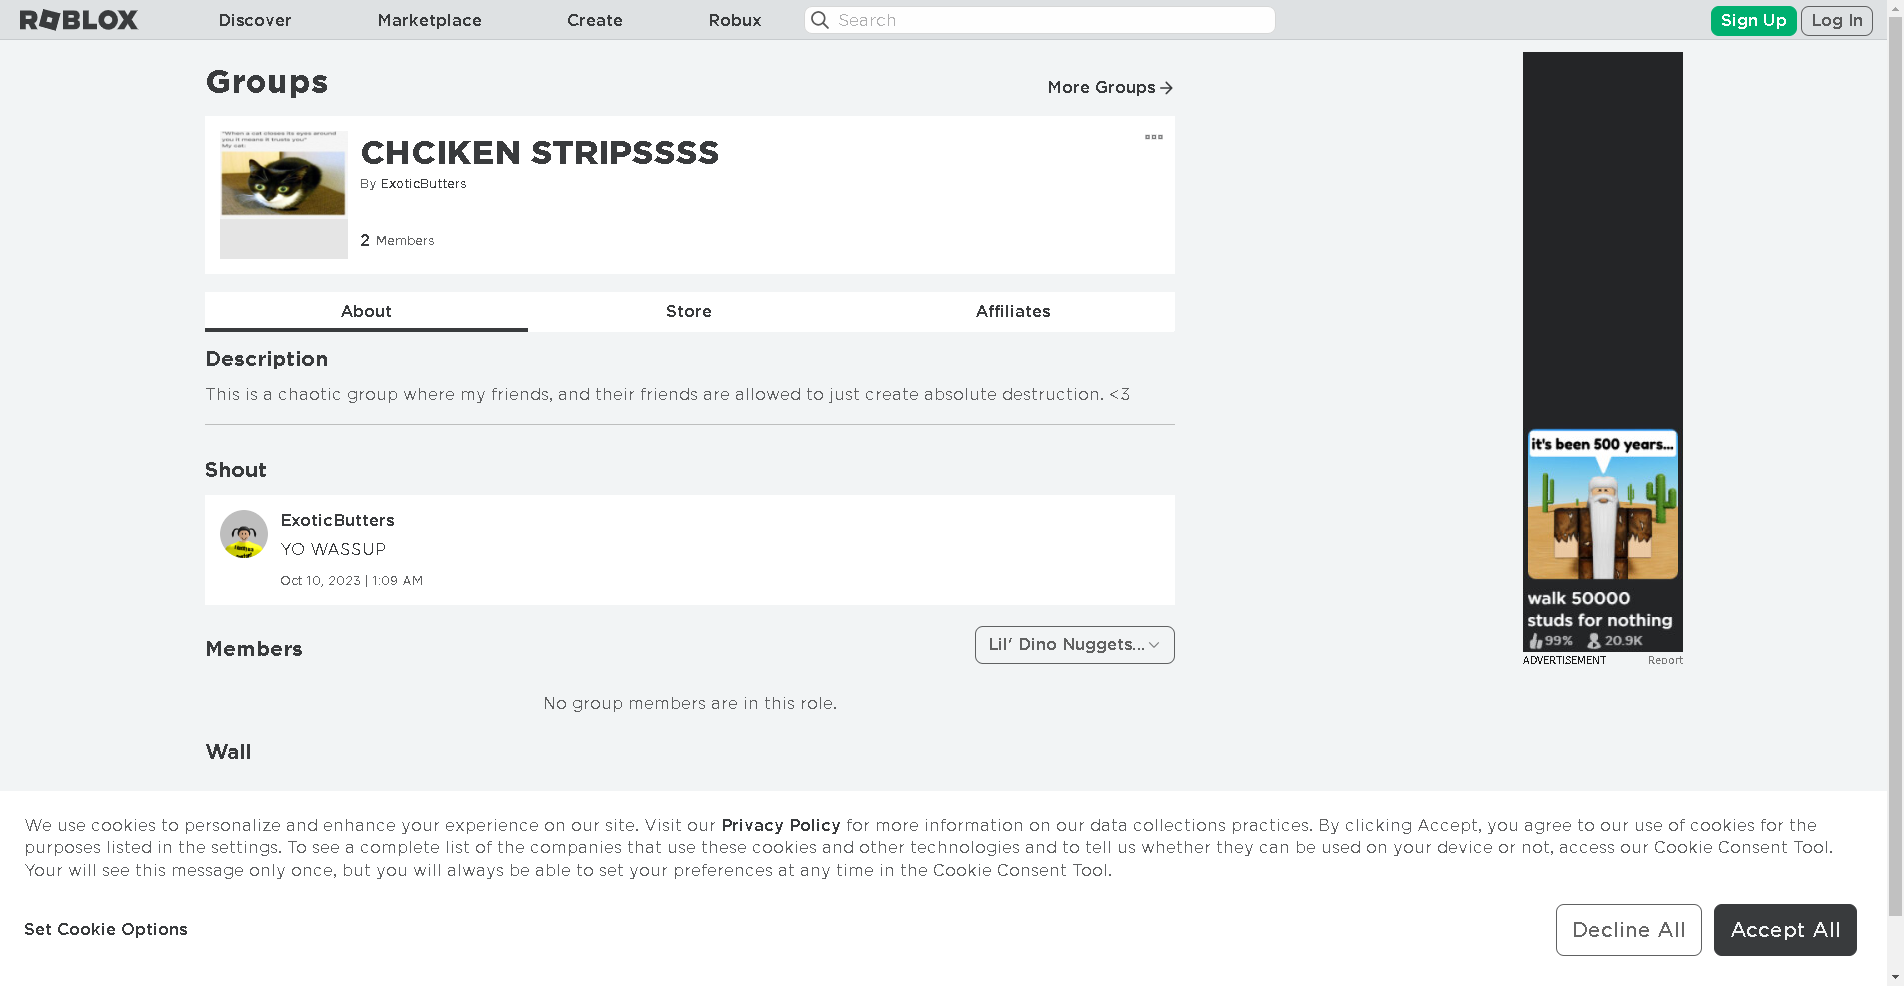 ROBLOX
Discover
Marketplace
Create
Robux
Search
Sign Up
Log In
Groups
More Groups
"When a cat closes its eyes around
you it means it trusts you"
My cat:
CHCIKEN STRIPSSSS
By ExoticButters
2 Members
About
Store
Affiliates
Description
This is a chaotic group where my friends, and their friends are allowed to just create absolute destruction. <3
Shout
ExoticButters
YO WASSUP
Oct 10, 2023 | 1:09 AM
Members
Lil' Dino Nuggets...
No group members are in this role.
Wall
it's been 500 years...
walk 50000
studs for nothing
99% 20.9K
ADVERTISEMENT
Report
We use cookies to personalize and enhance your experience on our site. Visit our Privacy Policy for more information on our data collections practices. By clicking Accept, you agree to our use of cookies for the
purposes listed in the settings. To see a complete list of the companies that use these cookies and other technologies and to tell us whether they can be used on your device or not, access our Cookie Consent Tool.
Your will see this message only once, but you will always be able to set your preferences at any time in the Cookie Consent Tool.
Set Cookie Options
Decline All
Accept All